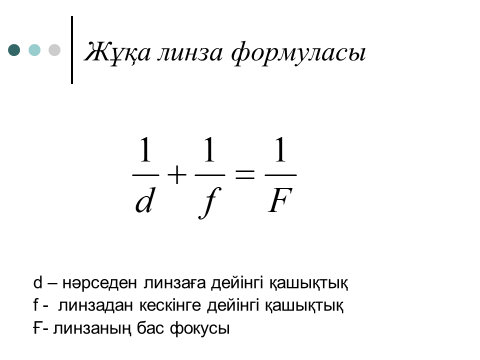 Жұқа линза формуласы
1/d + 1/f = 1/F
d – нәрседен линзаға дейінгі қашықтық
f - линзадан кескінге дейінгі қашықтық
F- линзаның бас фокусы